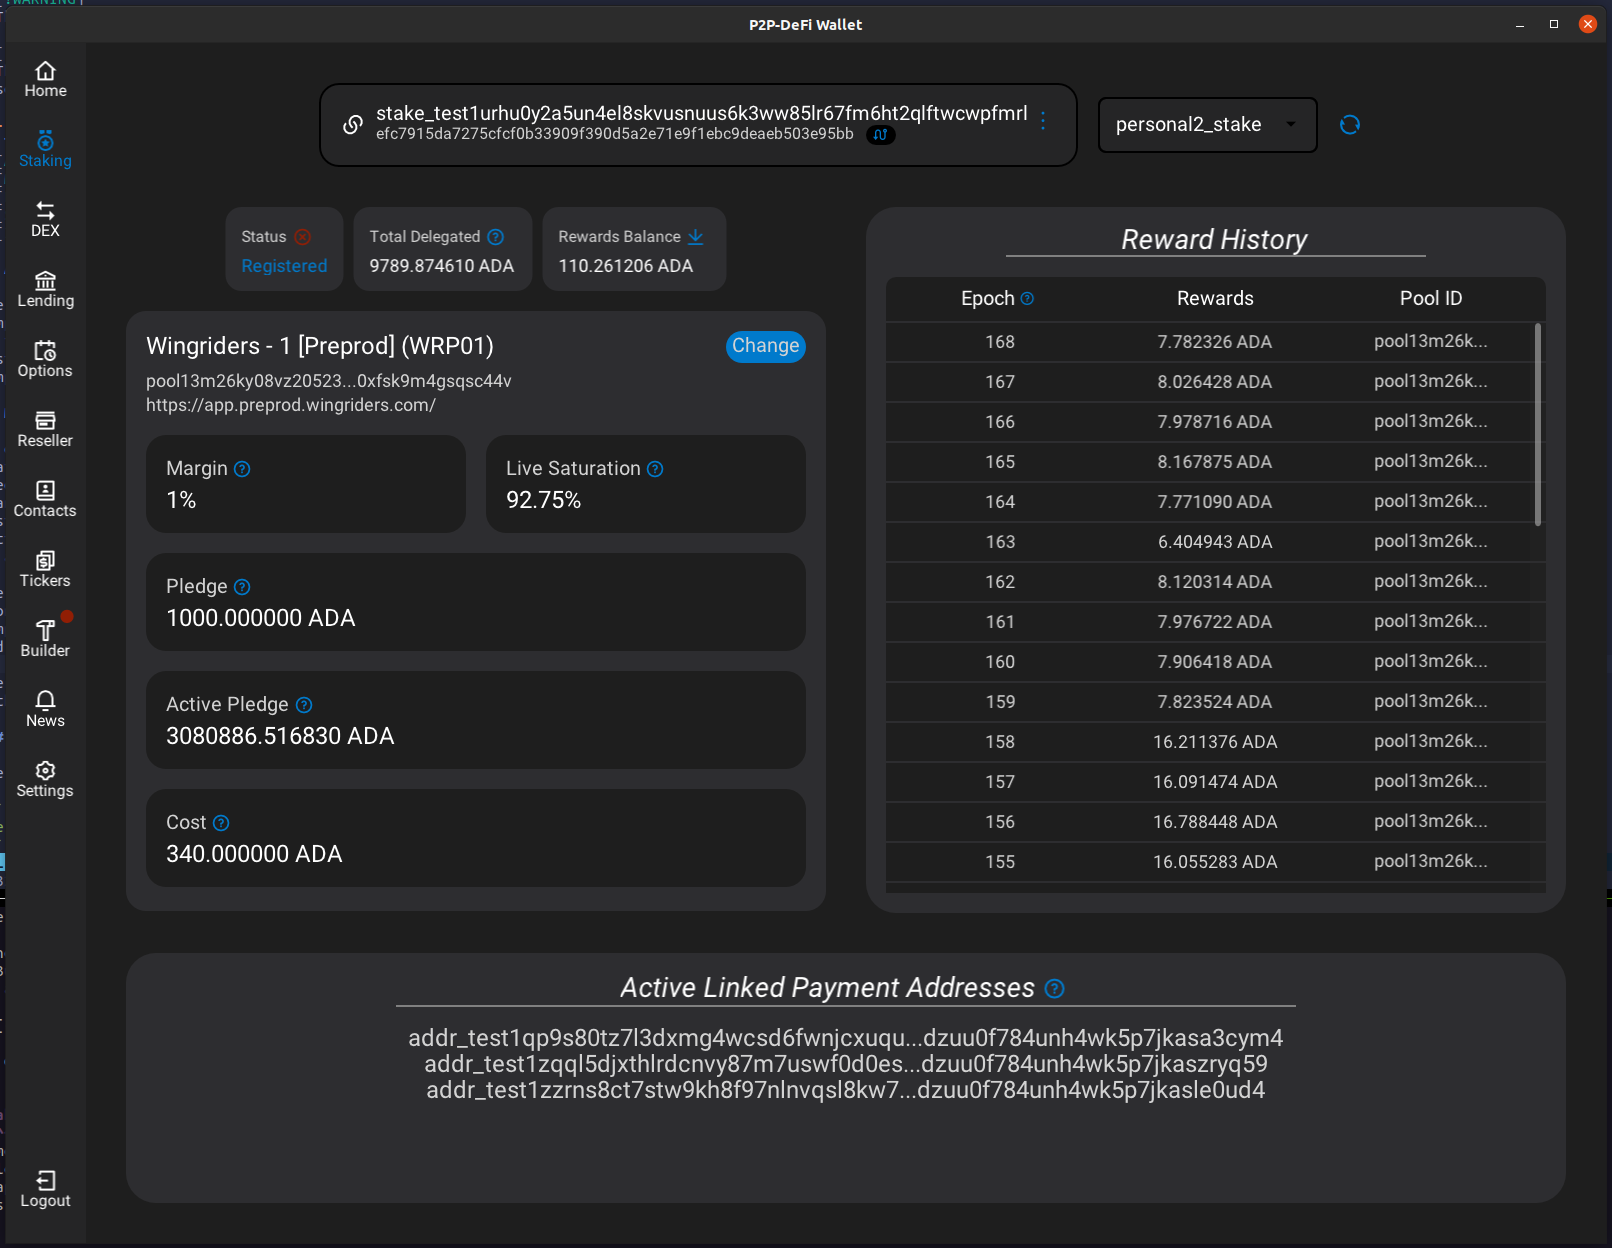 P2P-DeFi Wallet
Home
Staking
DEX
Lending
Options
Reseller
Contacts
Tickers
Builder
News
Settings
Logout
stake_test1urhu0y2a5un4el8skvusnuus6k3ww85lr67fm6ht2qlftwcwpfmrl
efc7915da7275cfcf0b33909f390d5a2e71e9f1ebc9deaeb503e95bb
personal2_stake
Status
Registered
Total Delegated
9789.874610 ADA
Rewards Balance
110.261206 ADA
Wingriders - 1 [Preprod] (WRP01)
Change
pool13m26ky08vz20523...0xfsk9m4gsqsc44v
https://app.preprod.wingriders.com/
Margin
1%
Live Saturation
92.75%
Pledge
1000.000000 ADA
Active Pledge
3080886.516830 ADA
Cost
340.000000 ADA
Reward History
Epoch Rewards Pool ID
168 7.782326 ADA pool13m26k...
167 8.026428 ADA pool13m26k...
166 7.978716 ADA pool13m26k...
165 8.167875 ADA pool13m26k...
164 7.771090 ADA pool13m26k...
163 6.404943 ADA pool13m26k...
162 8.120314 ADA pool13m26k...
161 7.976722 ADA pool13m26k...
160 7.906418 ADA pool13m26k...
159 7.823524 ADA pool13m26k...
158 16.211376 ADA pool13m26k...
157 16.091474 ADA pool13m26k...
156 16.788448 ADA pool13m26k...
155 16.055283 ADA pool13m26k...
Active Linked Payment Addresses
addr_test1qp9s80tz7l3dxmg4wcsd6fwnjcxuqu...dzuu0f784unh4wk5p7jkasa3cym4
addr_test1zqql5djxthlrdcnvy87m7uswf0d0es...dzuu0f784unh4wk5p7jkaszryq59
addr_test1zzrns8ct7stw9kh8f97nlnvqsl8kw7...dzuu0f784unh4wk5p7jkasle0ud4